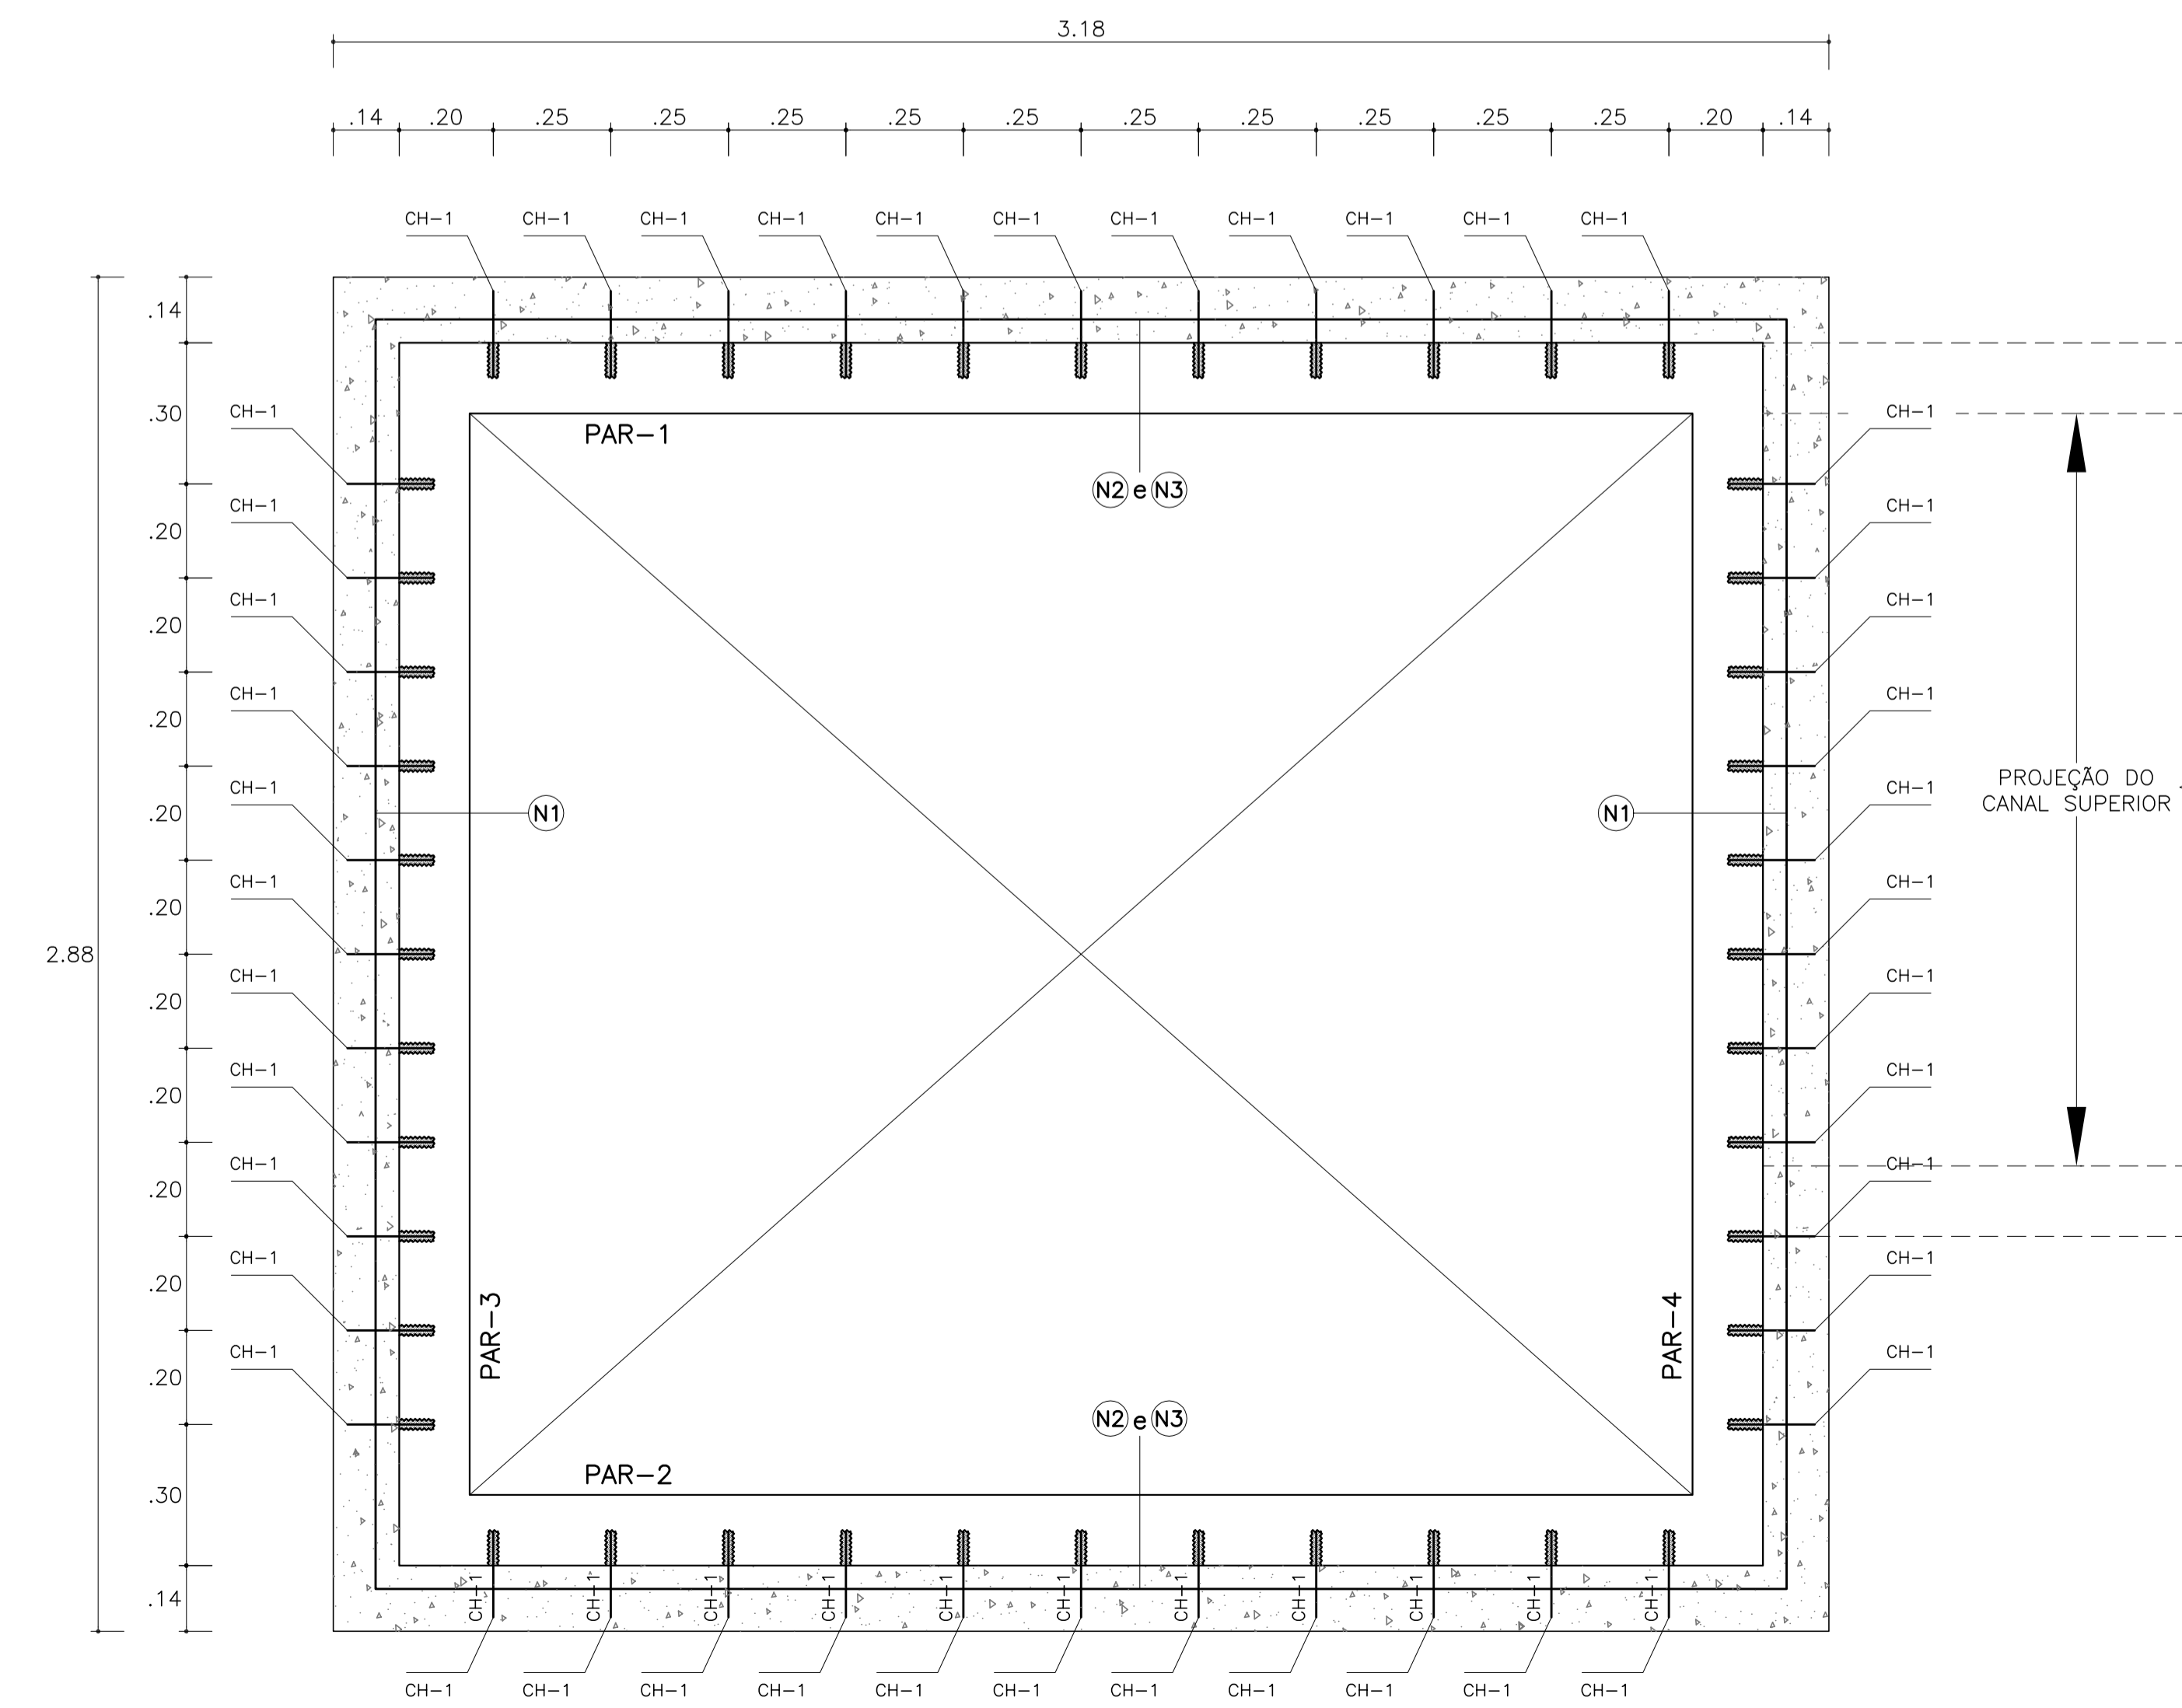 3.18
.14 .20 .25 .25 .25 .25 .25 .25 .25 .25 .25 .25 .20 .14
CH-1 CH-1 CH-1 CH-1 CH-1 CH-1 CH-1 CH-1 CH-1 CH-1 CH-1
.14
.30
.20
.20
.20
.20
.20
.20
.20
.20
.20
.20
.30
.14
2.88
CH-1
CH-1
CH-1
CH-1
CH-1
CH-1
CH-1
CH-1
CH-1
CH-1
CH-1
PAR-1
N2 e N3
N1
N1
PAR-3
PAR-4
N2 e N3
PAR-2
CH-1
CH-1
CH-1
CH-1
CH-1
CH-1
CH-1
CH-1
CH-1
CH-1
CH-1
PROJEÇÃO DO
CANAL SUPERIOR
CH-1 CH-1 CH-1 CH-1 CH-1 CH-1 CH-1 CH-1 CH-1 CH-1 CH-1
CH-1 CH-1 CH-1 CH-1 CH-1 CH-1 CH-1 CH-1 CH-1 CH-1 CH-1